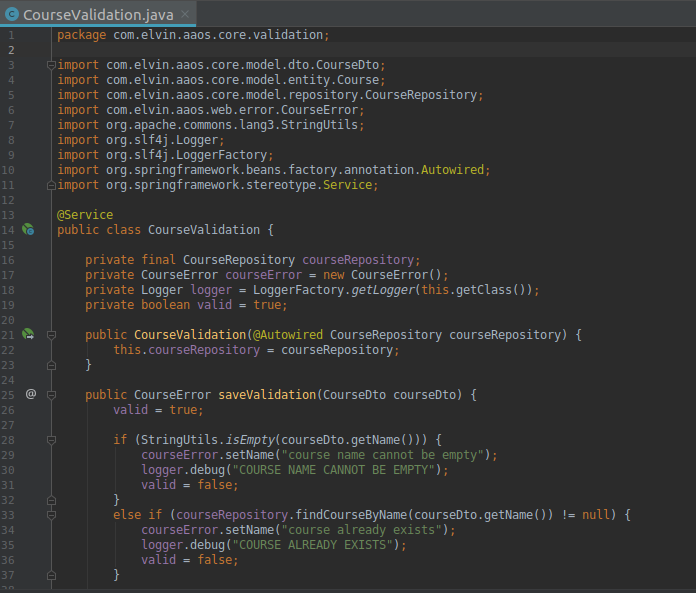 CourseValidation.java
1 package com.elvin.aaos.core.validation;
2
3 import com.elvin.aaos.core.model.dto.CourseDto;
4 import com.elvin.aaos.core.model.entity.Course;
5 import com.elvin.aaos.core.model.repository.CourseRepository;
6 import com.elvin.aaos.web.error.CourseError;
7 import org.apache.commons.lang3.StringUtils;
8 import org.slf4j.Logger;
9 import org.slf4j.LoggerFactory;
10 import org.springframework.beans.factory.annotation.Autowired;
11 import org.springframework.stereotype.Service;
12
13 @Service
14 public class CourseValidation {
15
16 private final CourseRepository courseRepository;
17 private CourseError courseError = new CourseError();
18 private Logger logger = LoggerFactory.getLogger(this.getClass());
19 private boolean valid = true;
20
21 public CourseValidation(@Autowired CourseRepository courseRepository) {
22 this.courseRepository = courseRepository;
23 }
24
25 @ public CourseError saveValidation(CourseDto courseDto) {
26 valid = true;
27
28 if (StringUtils.isEmpty(courseDto.getName())) {
29 courseError.setName("course name cannot be empty");
30 logger.debug("COURSE NAME CANNOT BE EMPTY");
31 valid = false;
32 }
33 else if (courseRepository.findCourseByName(courseDto.getName()) != null) {
34 courseError.setName("course already exists");
35 logger.debug("COURSE ALREADY EXISTS");
36 valid = false;
37 }